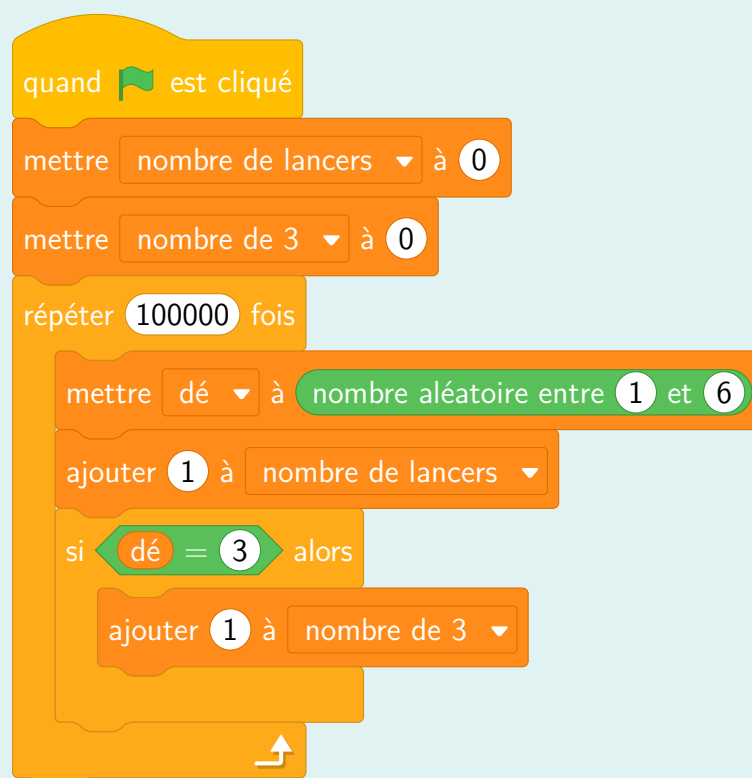 quand est cliqué
mettre nombre de lancers à 0
mettre nombre de 3 à 0
répéter 100000 fois
mettre dé à nombre aléatoire entre 1 et 6
ajouter 1 à nombre de lancers
si dé = 3 alors
ajouter 1 à nombre de 3